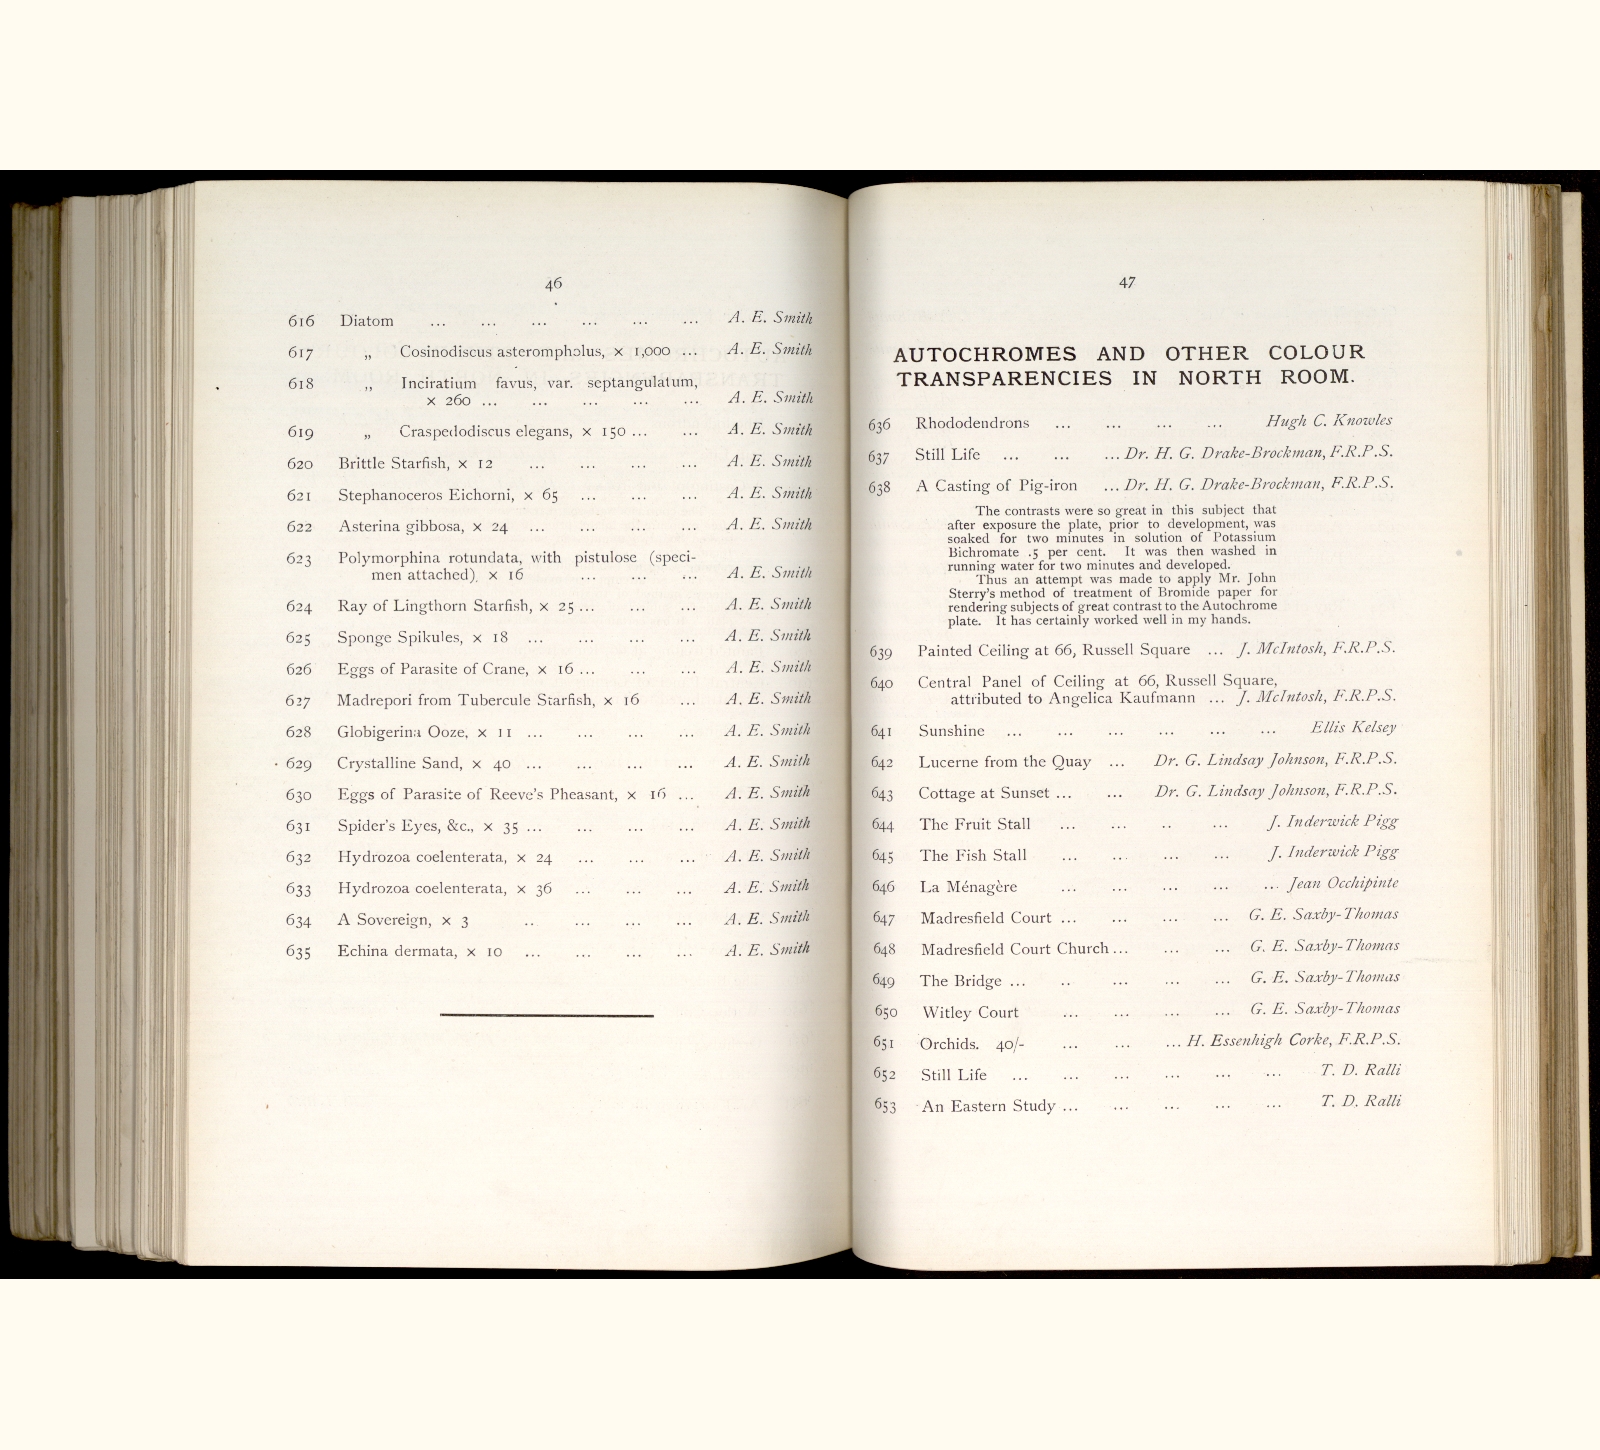 46
616 Diatom ... ... ... ... ... ... A. E. Smith
617 „ Cosinodiscus asterompholus, × 1,000 ... A. E. Smith
618 „ Inciratium favus, var. septangulatum,
× 260 ... ... ... ... ... A. E. Smith
619 „ Craspedodiscus elegans, × 150 ... ... A. E. Smith
620 Brittle Starfish, × 12 ... ... ... ... A. E. Smith
621 Stephanoceros Eichorni, × 65 ... ... ... A. E. Smith
622 Asterina gibbosa, × 24 ... ... ... ... A. E. Smith
623 Polymorphina rotundata, with pistulose (speci-
men attached), × 16 ... ... ... A. E. Smith
624 Ray of Lingthorn Starfish, × 25 ... ... ... A. E. Smith
625 Sponge Spikules, × 18 ... ... ... ... A. E. Smith
626 Eggs of Parasite of Crane, × 16 ... ... ... A. E. Smith
627 Madrepori from Tubercule Starfish, × 16 ... A. E. Smith
628 Globigerina Ooze, × 11 ... ... ... ... A. E. Smith
629 Crystalline Sand, × 40 ... ... ... ... A. E. Smith
630 Eggs of Parasite of Reeve's Pheasant, × 16 ... A. E. Smith
631 Spider's Eyes, &c., × 35 ... ... ... ... A. E. Smith
632 Hydrozoa coelenterata, × 24 ... ... ... A. E. Smith
633 Hydrozoa coelenterata, × 36 ... ... ... A. E. Smith
634 A Sovereign, × 3 .. ... ... ... A. E. Smith
635 Echina dermata, × 10 ... ... ... ... A. E. Smith
47
AUTOCHROMES AND OTHER COLOUR
TRANSPARENCIES IN NORTH ROOM.
636 Rhododendrons ... ... ... ... Hugh C. Knowles
637 Still Life ... ... ... Dr. H. G. Drake-Brockman, F.R.P.S.
638 A Casting of Pig-iron ... Dr. H. G. Drake-Brockman, F.R.P.S.
The contrasts were so great in this subject that
after exposure the plate, prior to development, was
soaked for two minutes in solution of Potassium
Bichromate .5 per cent. It was then washed in
running water for two minutes and developed.
Thus an attempt was made to apply Mr. John
Sterry's method of treatment of Bromide paper for
rendering subjects of great contrast to the Autochrome
plate. It has certainly worked well in my hands.
639 Painted Ceiling at 66, Russell Square ... J. McIntosh, F.R.P.S.
640 Central Panel of Ceiling at 66, Russell Square,
attributed to Angelica Kaufmann ... J. McIntosh, F.R.P.S.
641 Sunshine ... ... ... ... ... ... Ellis Kelsey
642 Lucerne from the Quay ... Dr. G. Lindsay Johnson, F.R.P.S.
643 Cottage at Sunset ... ... Dr. G. Lindsay Johnson, F.R.P.S.
644 The Fruit Stall ... ... .. ... J. Inderwick Pigg
645 The Fish Stall ... ... ... ... J. Inderwick Pigg
646 La Ménagère ... ... ... ... ... Jean Occhipinte
647 Madresfield Court ... ... ... ... G. E. Saxby-Thomas
648 Madresfield Court Church ... ... ... G. E. Saxby-Thomas
649 The Bridge ... .. ... ... ... G. E. Saxby-Thomas
650 Witley Court ... ... ... ... G. E. Saxby-Thomas
651 Orchids. 40/- ... ... ... H. Essenhigh Corke, F.R.P.S.
652 Still Life ... ... ... ... ... ... T. D. Ralli
653 An Eastern Study ... ... ... ... ... T. D. Ralli